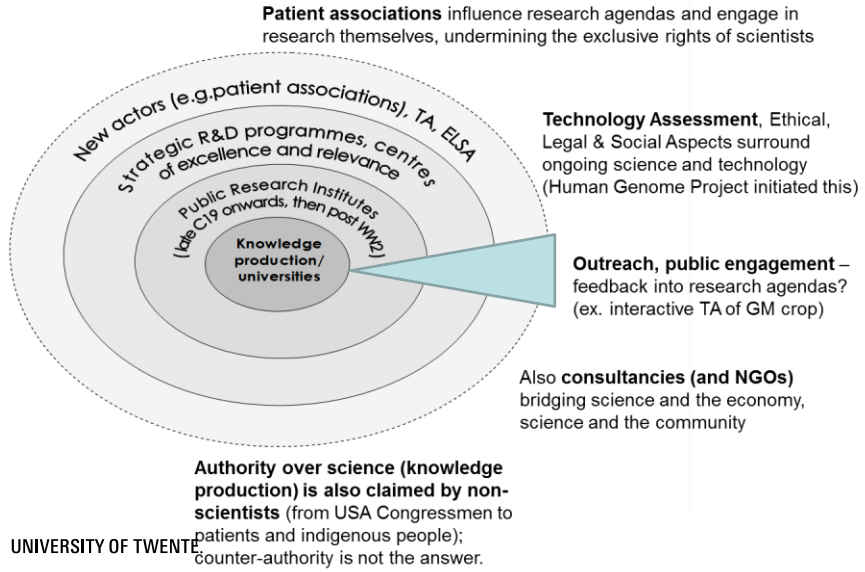 Patient associations influence research agendas and engage in
research themselves, undermining the exclusive rights of scientists
New actors (e.g.patient associations), TA, ELSA
Strategic R&D programmes, centres
of excellence and relevance
Public Research Institutes
(late C19 onwards, then post WW2)
Knowledge
production/
universities
Technology Assessment, Ethical,
Legal & Social Aspects surround
ongoing science and technology
(Human Genome Project initiated this)
Outreach, public engagement –
feedback into research agendas?
(ex. interactive TA of GM crop)
Also consultancies (and NGOs)
bridging science and the economy,
science and the community
Authority over science (knowledge
production) is also claimed by non-
scientists (from USA Congressmen to
patients and indigenous people);
counter-authority is not the answer.
UNIVERSITY OF TWENTE